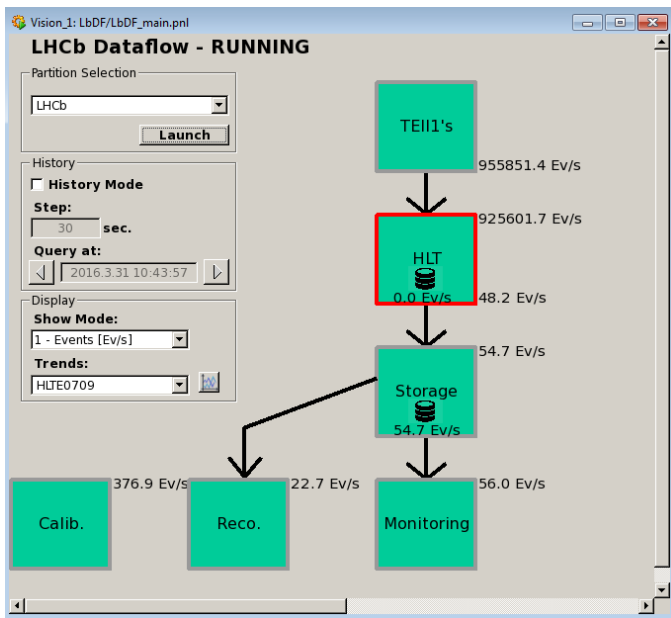 Vision_1: LbDF/LbDF_main.pnl
LHCb Dataflow - RUNNING
Partition Selection
LHCb
Launch
History
History Mode
Step:
30 sec.
Query at:
2016.3.31 10:43:57
Display
Show Mode:
1 - Events [Ev/s]
Trends:
HLTE0709
TEll1's
955851.4 Ev/s
925601.7 Ev/s
HLT
0.0 Ev/s
48.2 Ev/s
54.7 Ev/s
Storage
54.7 Ev/s
376.9 Ev/s
22.7 Ev/s
56.0 Ev/s
Calib.
Reco.
Monitoring